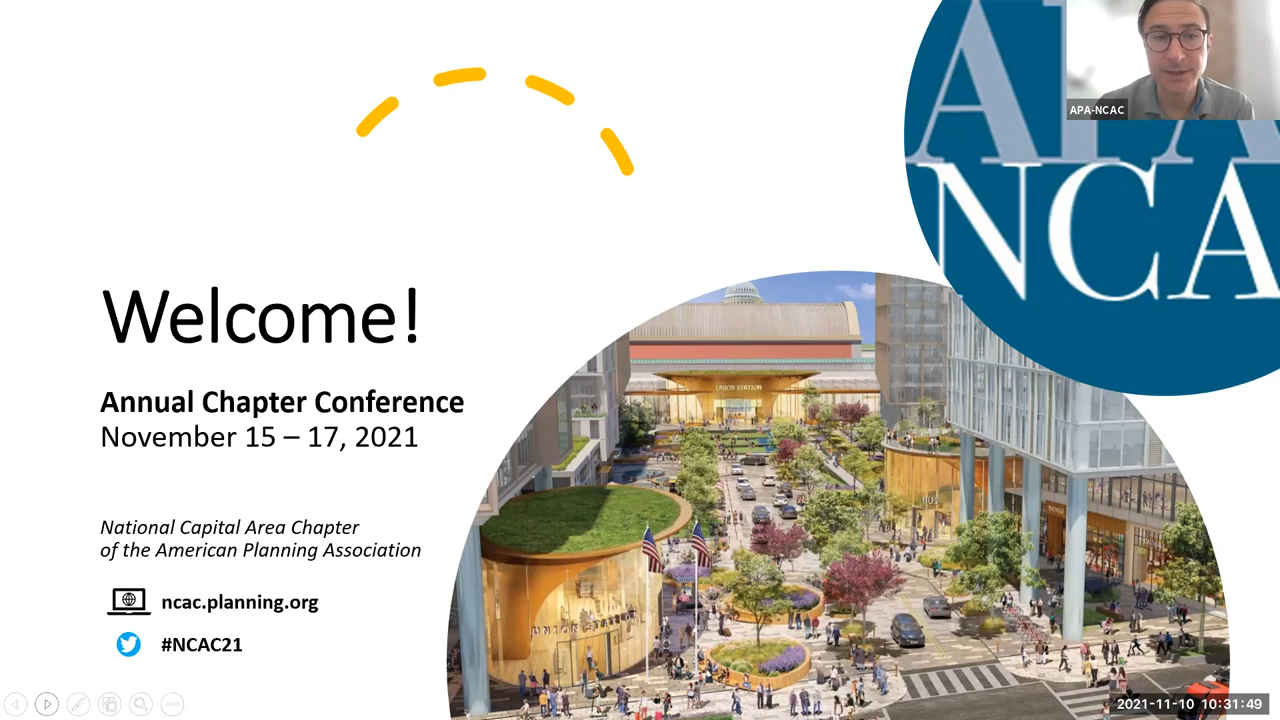 APA
NCA
APA-NCAC
Welcome!
Annual Chapter Conference
November 15 – 17, 2021
National Capital Area Chapter
of the American Planning Association
ncac.planning.org
#NCAC21
UNION STATION
BUS
2021-11-10 10:31:49